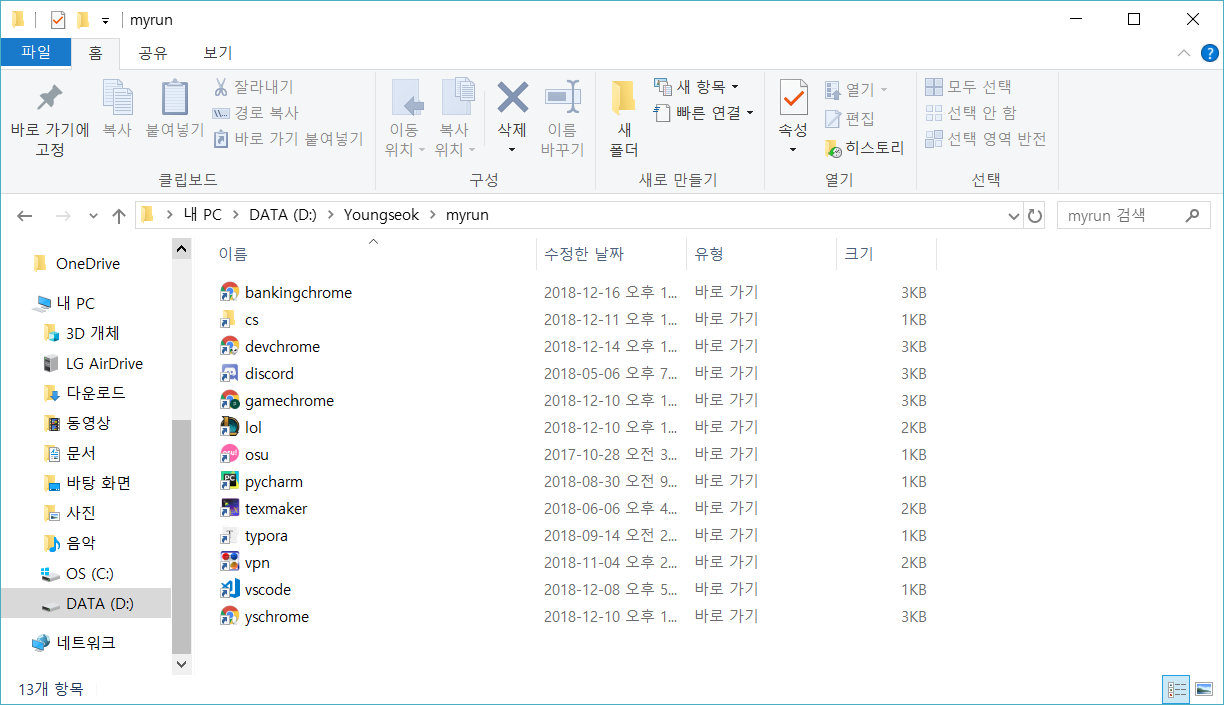 myrun
파일 홈 공유 보기
바로 가기에 고정
복사
붙여넣기
잘라내기
경로 복사
바로 가기 붙여넣기
클립보드
이동 위치
복사 위치
삭제
이름 바꾸기
구성
새 폴더
새 항목
빠른 연결
새로 만들기
속성
열기
편집
히스토리
열기
모두 선택
선택 안 함
선택 영역 반전
선택
내 PC > DATA (D:) > Youngseok > myrun
myrun 검색
OneDrive
내 PC
3D 개체
LG AirDrive
다운로드
동영상
문서
바탕 화면
사진
음악
OS (C:)
DATA (D:)
네트워크
이름 수정한 날짜 유형 크기
bankingchrome 2018-12-16 오후 1... 바로 가기 3KB
cs 2018-12-11 오후 1... 바로 가기 1KB
devchrome 2018-12-14 오후 1... 바로 가기 3KB
discord 2018-05-06 오후 7... 바로 가기 3KB
gamechrome 2018-12-10 오후 1... 바로 가기 3KB
lol 2018-12-10 오후 1... 바로 가기 2KB
osu 2017-10-28 오전 3... 바로 가기 1KB
pycharm 2018-08-30 오전 9... 바로 가기 1KB
texmaker 2018-06-06 오후 4... 바로 가기 2KB
typora 2018-09-14 오전 2... 바로 가기 1KB
vpn 2018-11-04 오후 2... 바로 가기 2KB
vscode 2018-12-08 오후 5... 바로 가기 1KB
yschrome 2018-12-10 오후 1... 바로 가기 3KB
13개 항목